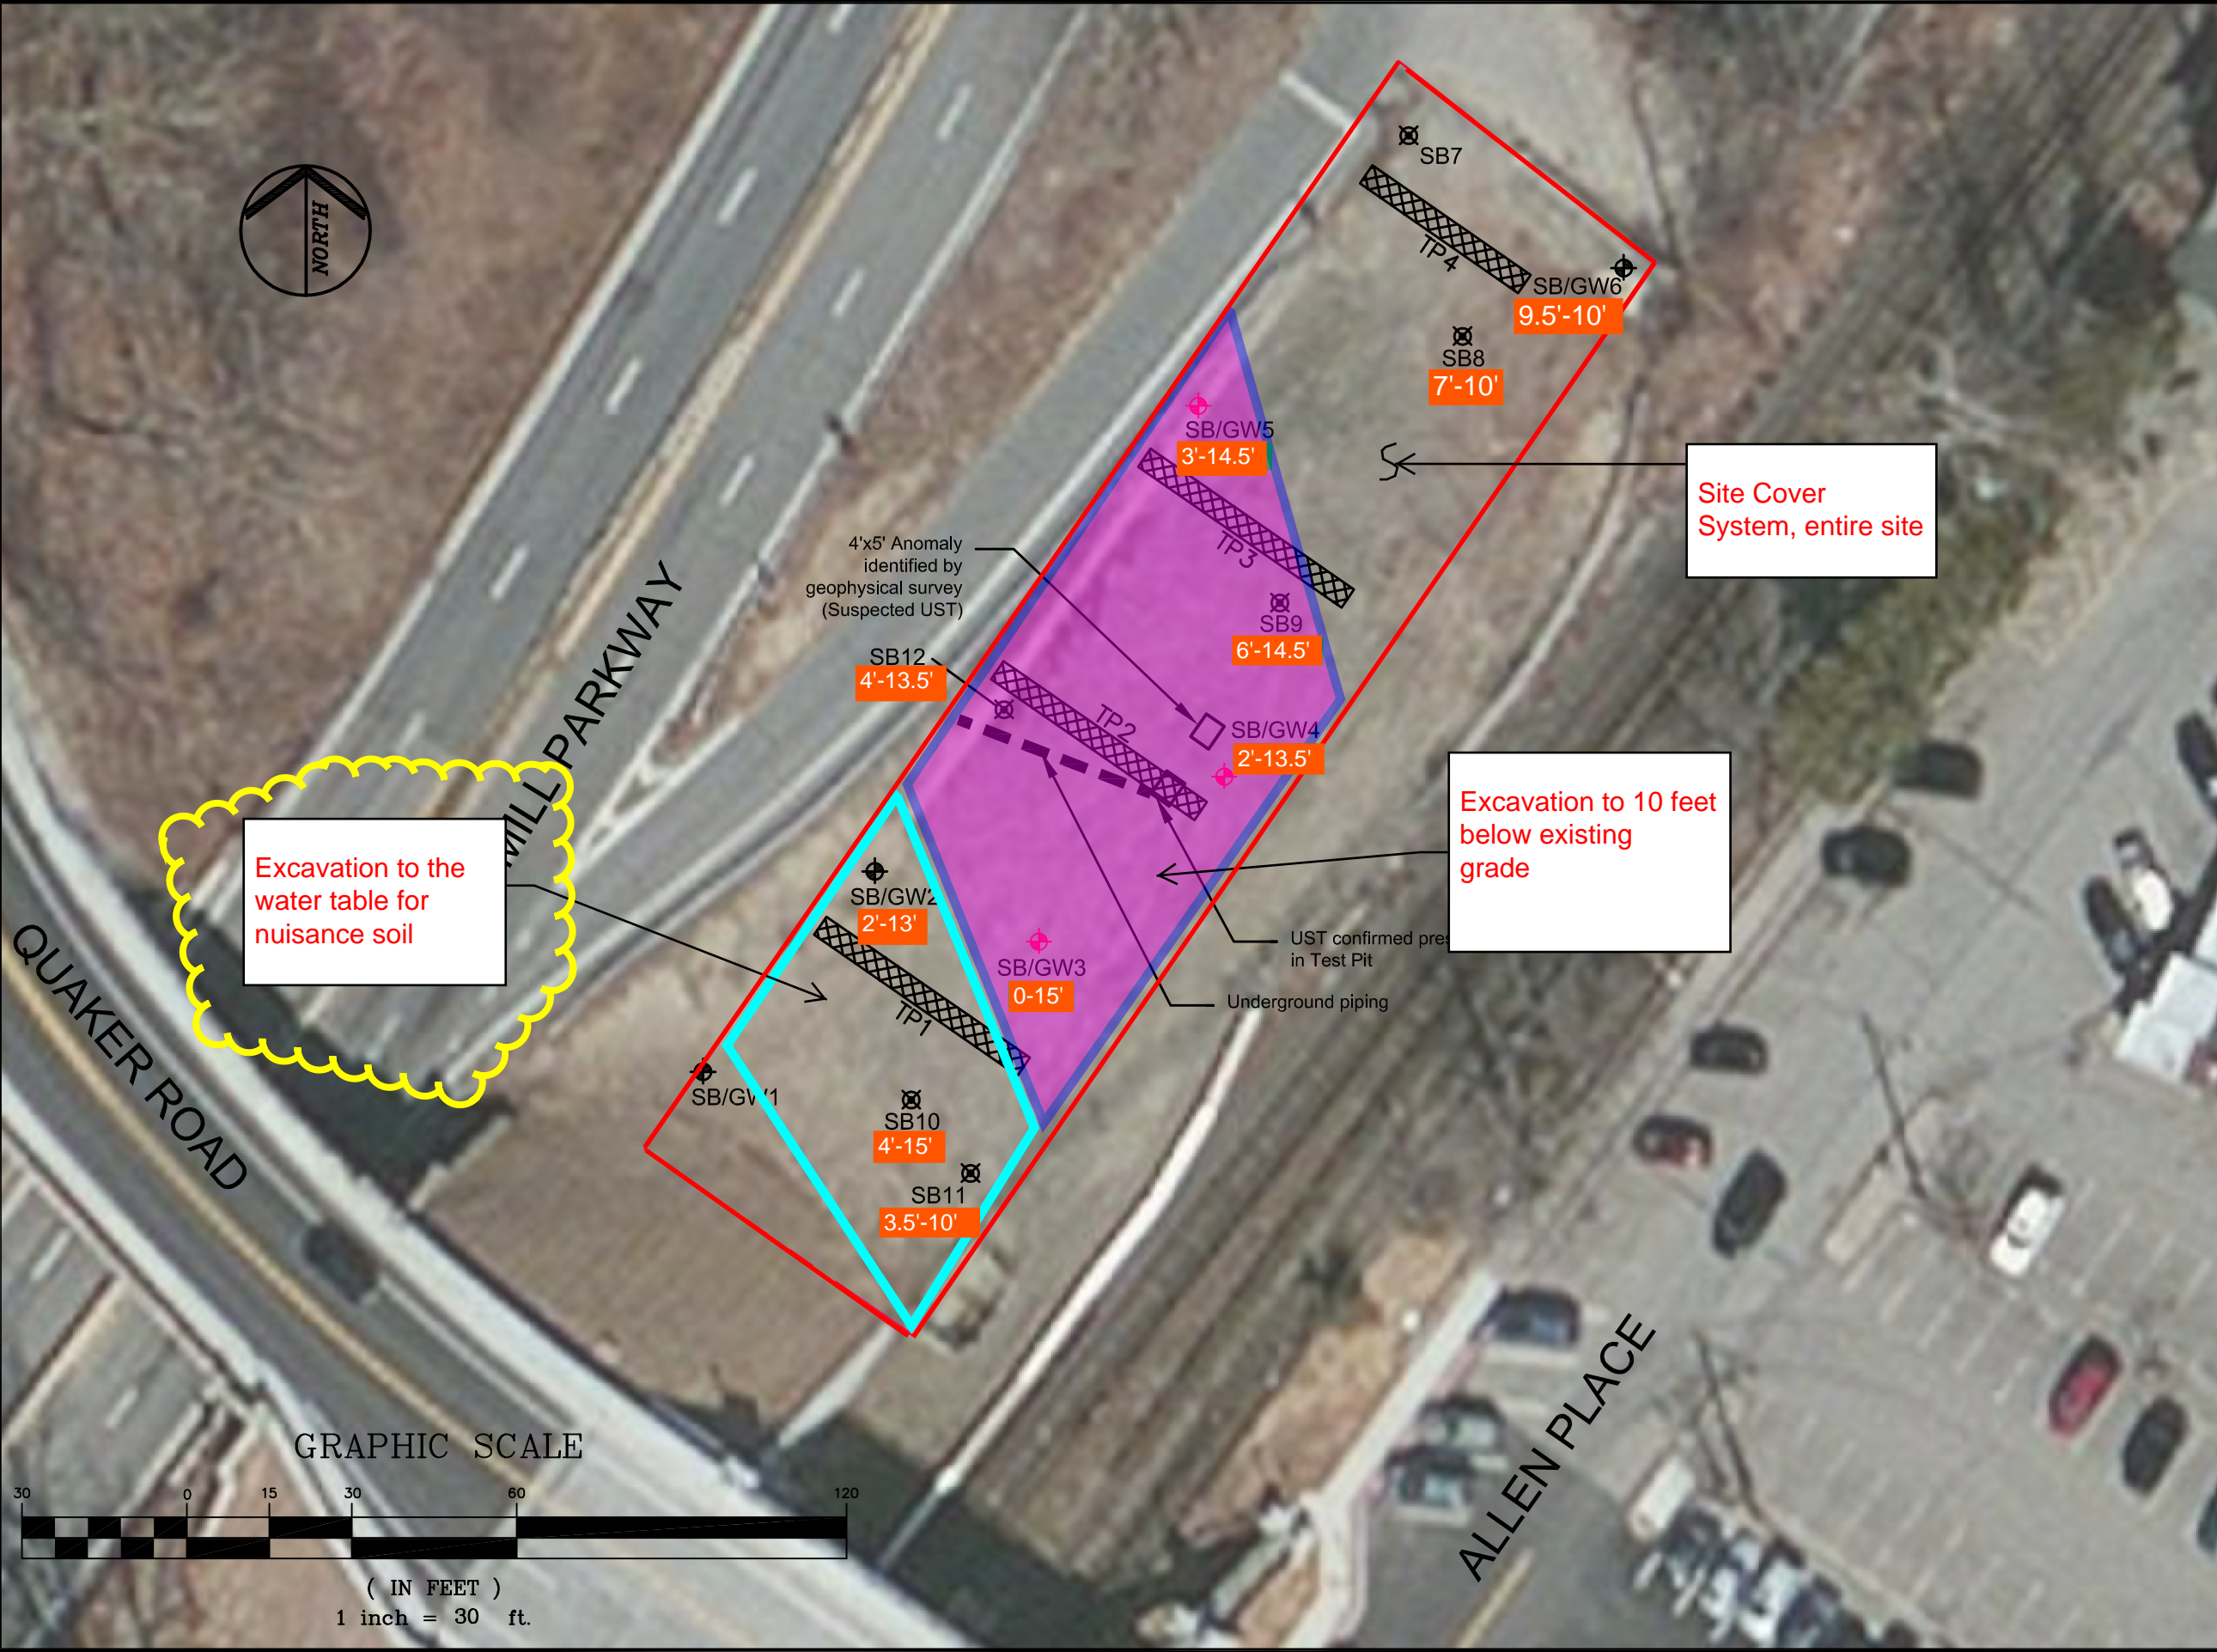 NORTH
SB7
TP4
SB/GW6
9.5'-10'
SB8
7'-10'
SB/GW5
3'-14.5'
Site Cover
System, entire site
4'x5' Anomaly
identified by
geophysical survey
(Suspected UST)
TP3
SB9
6'-14.5'
SB12
4'-13.5'
TP2
SB/GW4
2'-13.5'
MILL PARKWAY
Excavation to 10 feet
below existing
grade
Excavation to the
water table for
nuisance soil
SB/GW2
2'-13'
UST confirmed pres
in Test Pit
SB/GW3
0-15'
Underground piping
TP1
QUAKER ROAD
SB/GW1
SB10
4'-15'
SB11
3.5'-10'
ALLEN PLACE
GRAPHIC SCALE
30 0 15 30 60 120
( IN FEET )
1 inch = 30 ft.